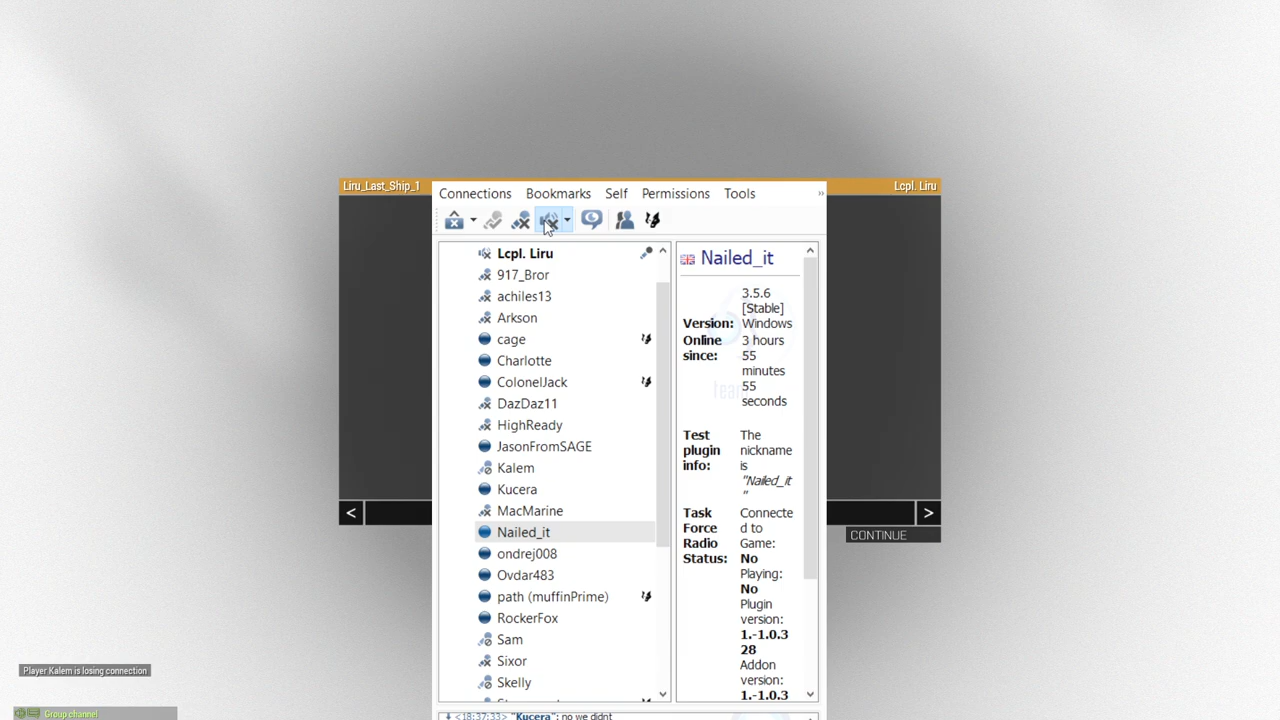 Liru_Last_Ship_1
Lcpl. Liru
Connections Bookmarks Self Permissions Tools »
Lcpl. Liru
917_Bror
achiles13
Arkson
cage
Charlotte
ColonelJack
DazDaz11
HighReady
JasonFromSAGE
Kalem
Kucera
MacMarine
Nailed_it
ondrej008
Ovdar483
path (muffinPrime)
RockerFox
Sam
Sixor
Skelly
Nailed_it
3.5.6
[Stable]
Version: Windows
Online 3 hours
since: 55
minutes
55
seconds
Test The
plugin nickname
info: is
"Nailed_it
"
Task Connecte
Force d to
Radio Game:
Status: No
Playing:
No
Plugin
version:
1.-1.0.3
28
Addon
version:
1.-1.0.3
<
>
CONTINUE
Player Kalem is losing connection
Group channel
<18:37:33> "Kucera": no we didnt